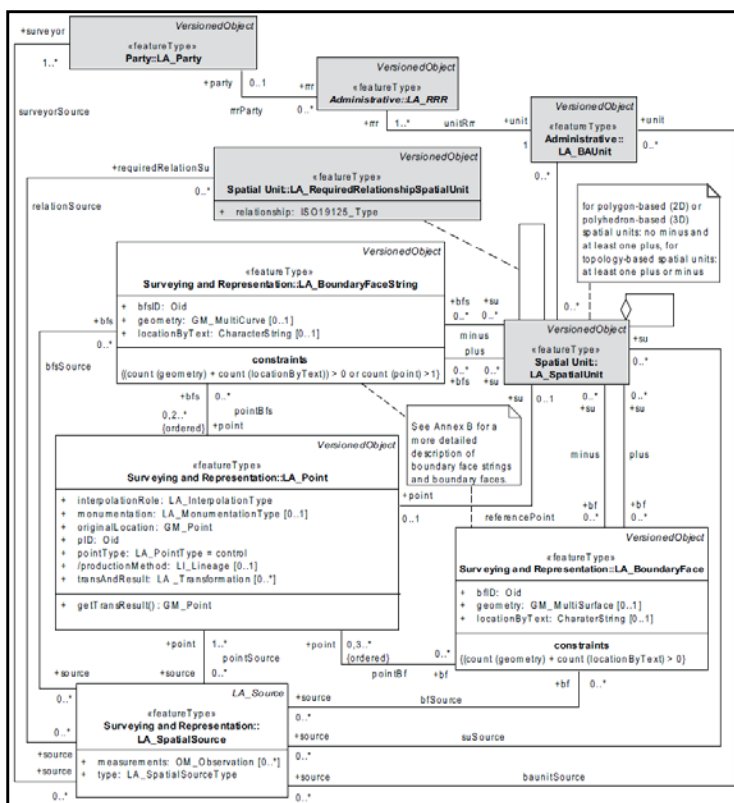 +surveyor
VersionedObject
«featureType»
Party::LA_Party
1..*
surveyorSource
+party 0..1
+rrr
rrrParty 0..*
VersionedObject
«featureType»
Administrative::LA_RRR
+rrr 1..*
unitRrr
+unit
1
VersionedObject
«featureType»
Administrative::
LA_BAUnit
+unit
0..*
0..*
+requiredRelationSu
0..*
relationSource
VersionedObject
«featureType»
Spatial Unit::LA_RequiredRelationshipSpatialUnit
+ relationship: ISO19125_Type
for polygon-based (2D) or
polyhedron-based (3D)
spatial units: no minus and
at least one plus, for
topology-based spatial units:
at least one plus or minus
VersionedObject
«featureType»
Surveying and Representation::LA_BoundaryFaceString
+ bfsID: Oid
+ geometry: GM_MultiCurve [0..1]
+ locationByText: CharacterString [0..1]
constraints
{(count (geometry) + count (locationByText)) > 0 or count (point) >1}
+bfs
0..*
bfsSource
+bfs +su
0..* 0..*
minus
plus
0..* 0..*
+bfs +su
0..*
VersionedObject
«featureType»
Spatial Unit::
LA_SpatialUnit
+su
0..*
0..1
+su
0..* 0..*
+su +su
minus plus
+bfs 0..*
pointBfs
0,2..*
{ordered} +point
See Annex B for a
more detailed
description of
boundary face strings
and boundary faces.
VersionedObject
«featureType»
Surveying and Representation::LA_Point
+ interpolationRole: LA_InterpolationType
+ monumentation: LA_MonumentationType [0..1]
+ originalLocation: GM_Point
+ pID: Oid
+ pointType: LA_PointType = control
+ /productionMethod: LI_Lineage [0..1]
+ transAndResult: LA_Transformation [0..*]
+ getTransResult(): GM_Point
+point
0..1
referencePoint
+bf +bf
0..* 0..*
VersionedObject
«featureType»
Surveying and Representation::LA_BoundaryFace
+ bfID: Oid
+ geometry: GM_MultiSurface [0..1]
+ locationByText: CharaterString [0..1]
constraints
{(count (geometry) + count (locationByText) > 0}
+point 1..*
pointSource
+source 0..*
+point 0,3..*
{ordered}
pointBf
0..*
+bf
+bf 0..*
bfSource
+source
0..*
+source
0..*
LA_Source
«featureType»
Surveying and Representation::
LA_SpatialSource
+ measurements: OM_Observation [0..*]
+ type: LA_SpatialSourceType
0..*
+source
+source
0..*
+source
0..*
suSource
+source
0..*
baunitSource